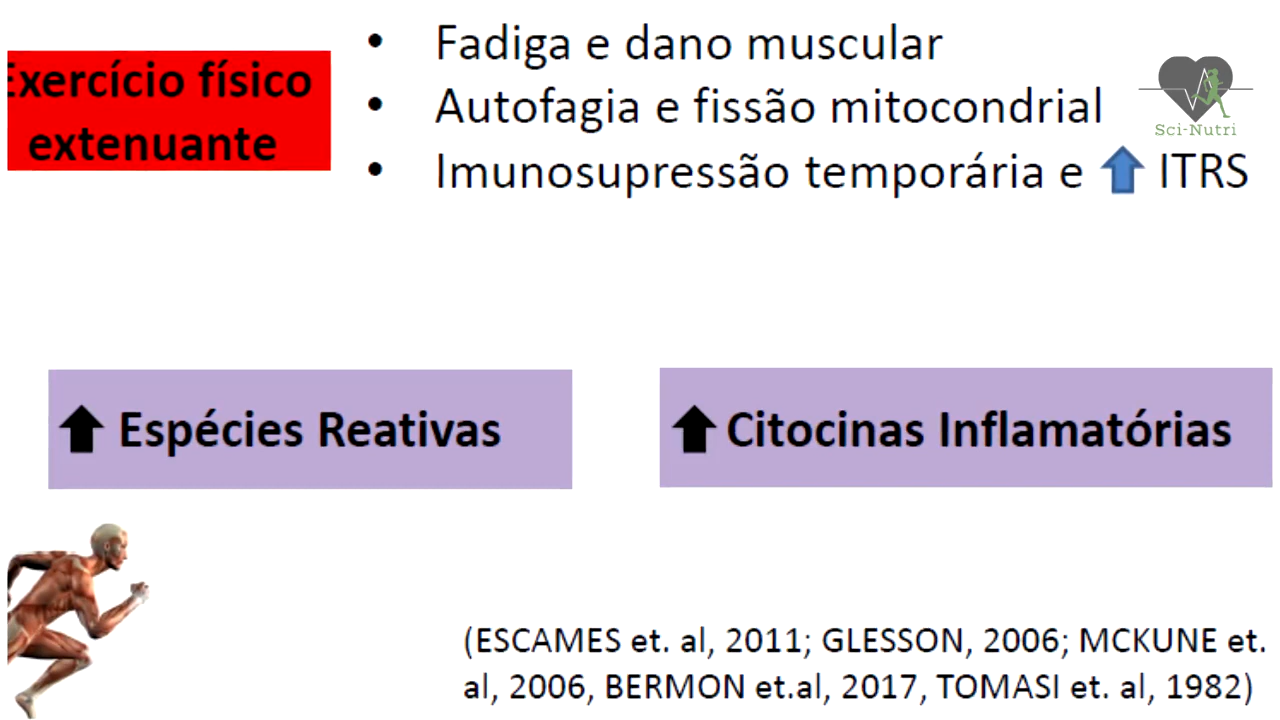 Exercício físico
extenuante
• Fadiga e dano muscular
• Autofagia e fissão mitocondrial
• Imunosupressão temporária e ITRS
Sci-Nutri
Espécies Reativas
Citocinas Inflamatórias
(ESCAMES et. al, 2011; GLESSON, 2006; MCKUNE et.
al, 2006, BERMON et.al, 2017, TOMASI et. al, 1982)